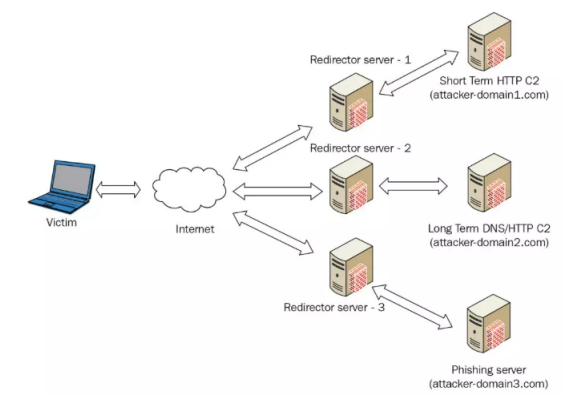 Redirector server - 1
Short Term HTTP C2
(attacker-domain1.com)
Redirector server - 2
Victim
Internet
Long Term DNS/HTTP C2
(attacker-domain2.com)
Redirector server - 3
Phishing server
(attacker-domain3.com)